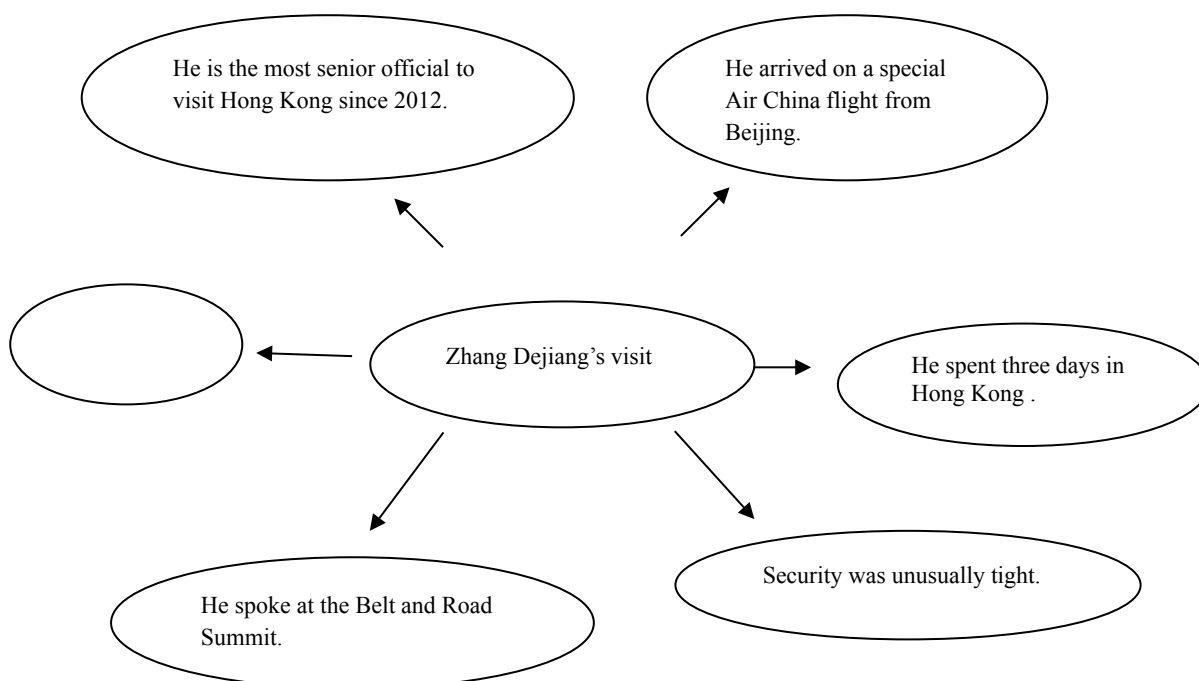 He is the most senior official to
visit Hong Kong since 2012.
He arrived on a special
Air China flight from
Beijing.
Zhang Dejiang’s visit
He spent three days in
Hong Kong .
He spoke at the Belt and Road
Summit.
Security was unusually tight.